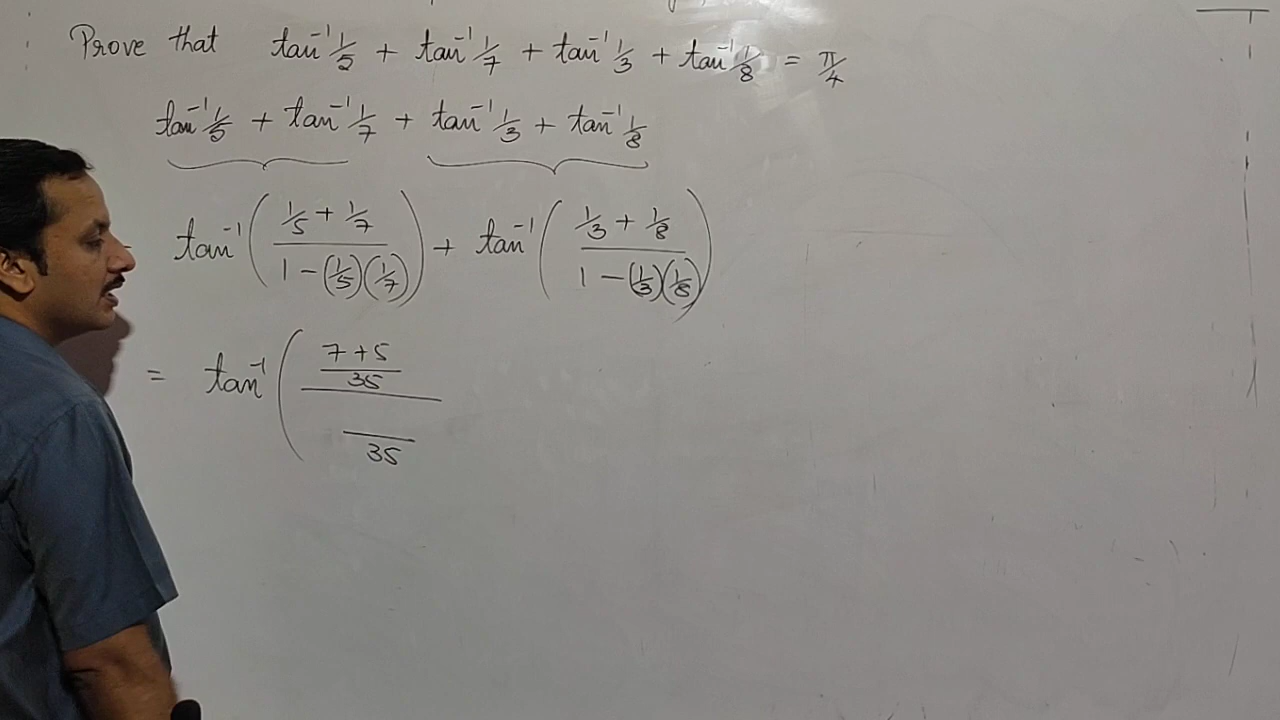 Prove that tan⁻¹ 1/5 + tan⁻¹ 1/7 + tan⁻¹ 1/3 + tan⁻¹ 1/8 = π/4
tan⁻¹ 1/5 + tan⁻¹ 1/7 + tan⁻¹ 1/3 + tan⁻¹ 1/8
tan⁻¹ ( (1/5 + 1/7) / (1 - (1/5)(1/7)) ) + tan⁻¹ ( (1/3 + 1/8) / (1 - (1/3)(1/8)) )
= tan⁻¹ ( ((7+5)/35) / ( /35)